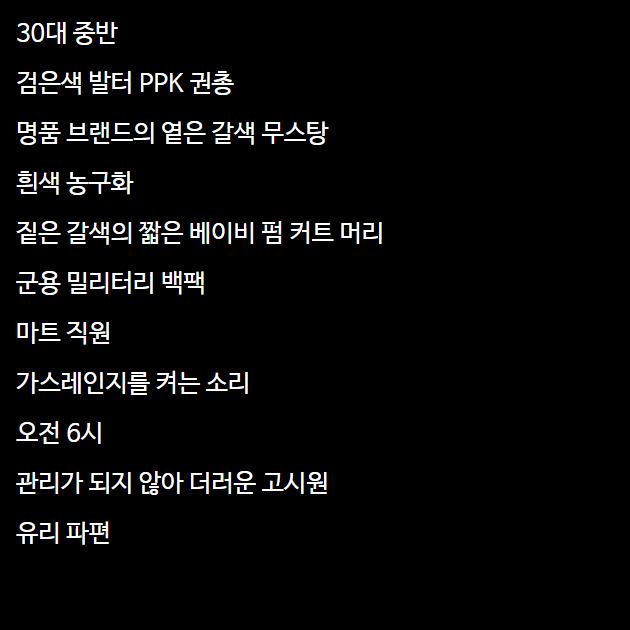 30대 중반
검은색 발터 PPK 권총
명품 브랜드의 옅은 갈색 무스탕
흰색 농구화
짙은 갈색의 짧은 베이비 펌 커트 머리
군용 밀리터리 백팩
마트 직원
가스레인지를 켜는 소리
오전 6시
관리가 되지 않아 더러운 고시원
유리 파편